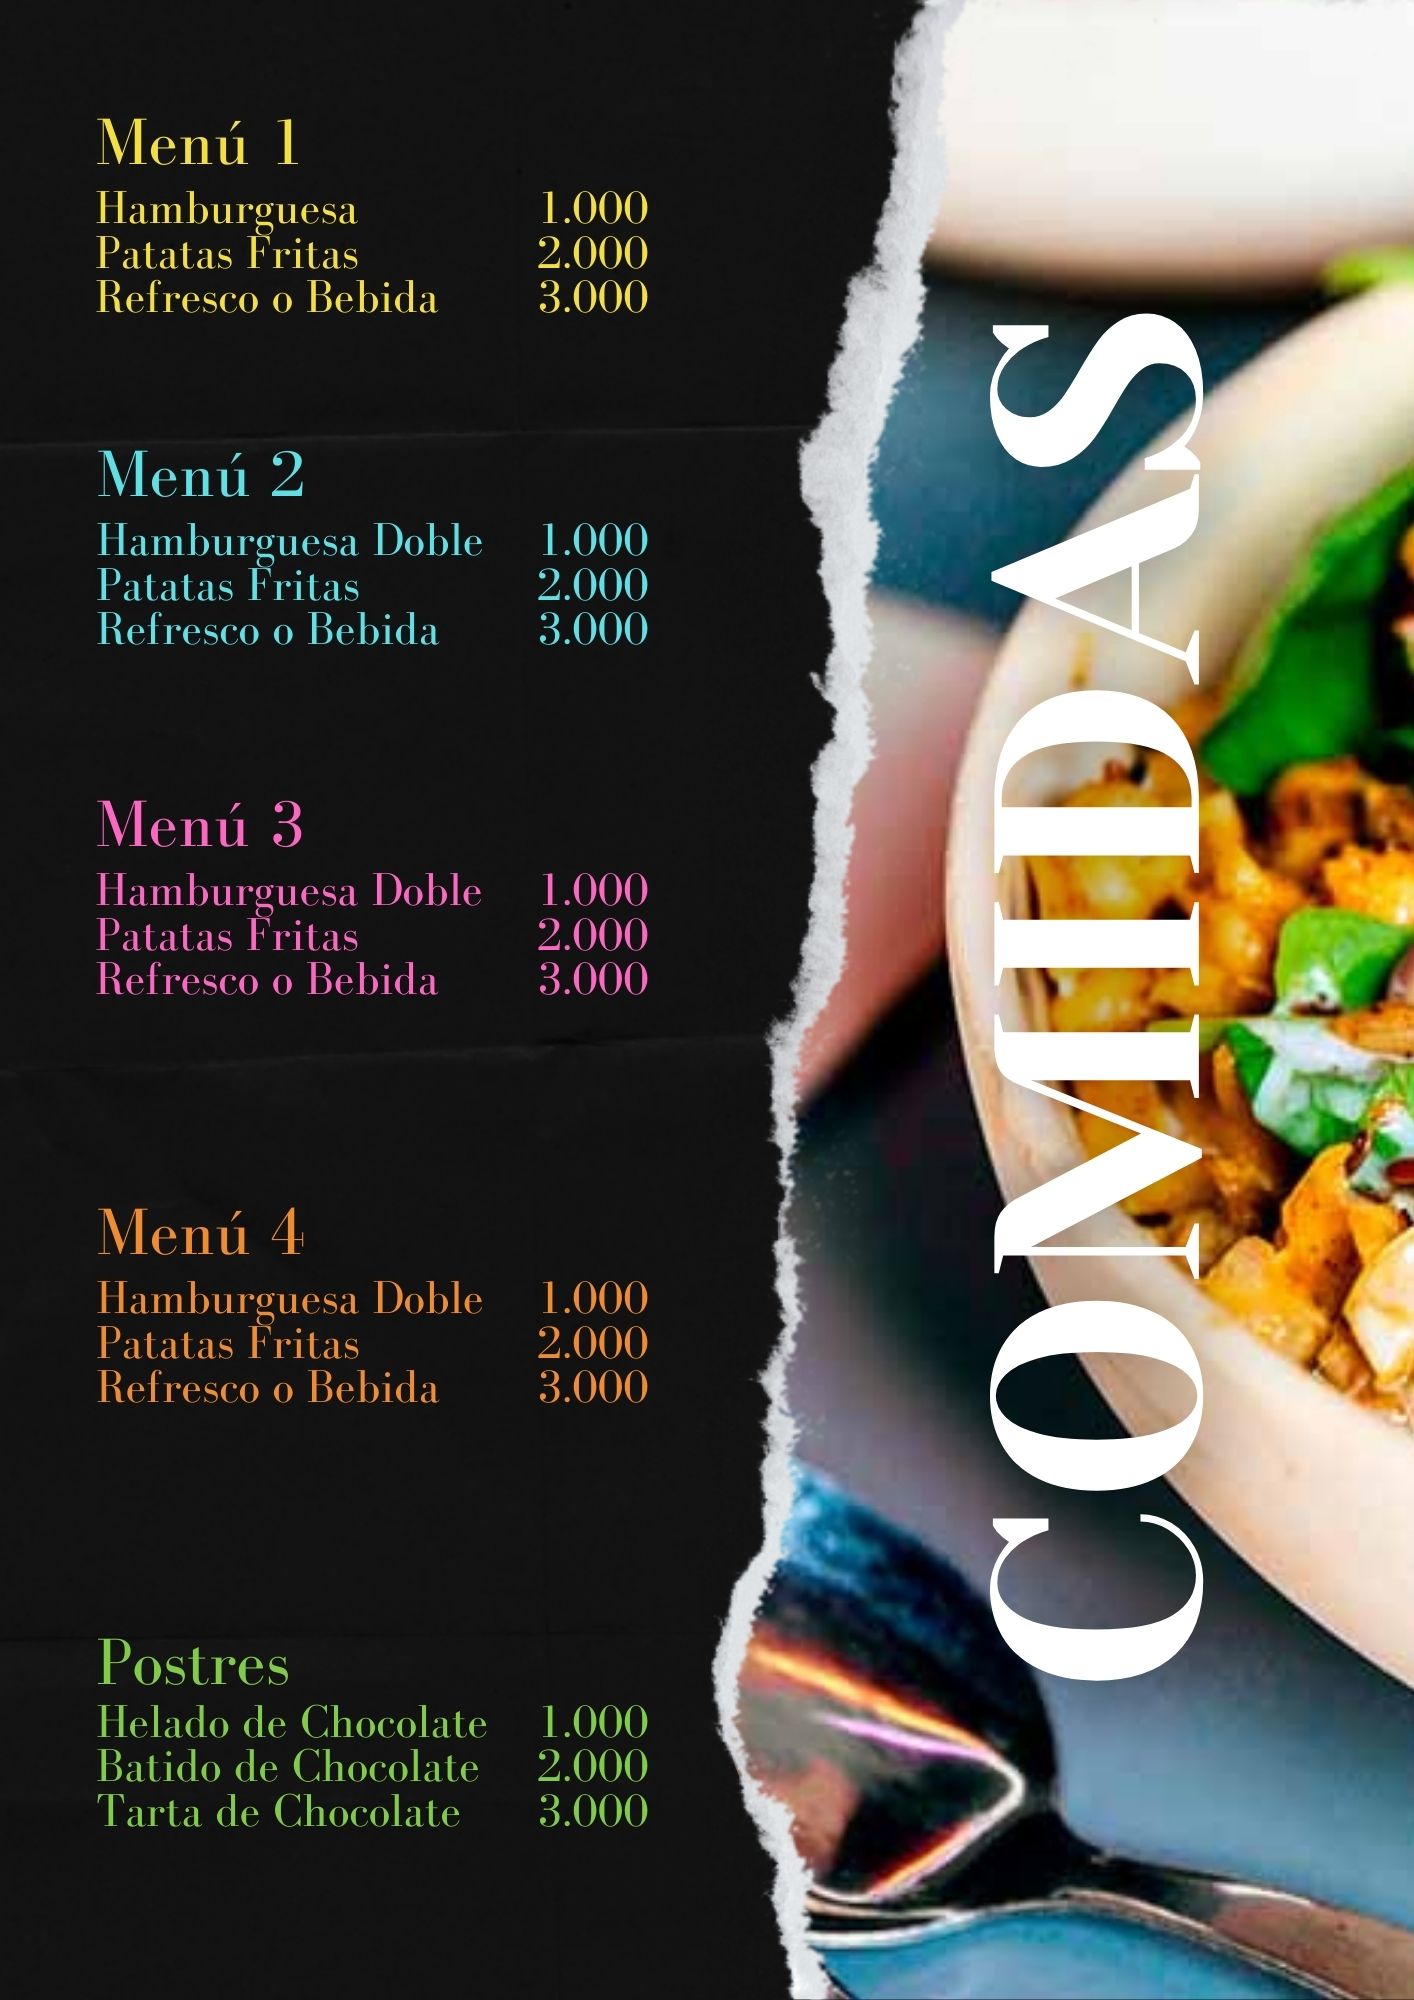 Menú 1
Hamburguesa 1.000
Patatas Fritas 2.000
Refresco o Bebida 3.000
Menú 2
Hamburguesa Doble 1.000
Patatas Fritas 2.000
Refresco o Bebida 3.000
Menú 3
Hamburguesa Doble 1.000
Patatas Fritas 2.000
Refresco o Bebida 3.000
Menú 4
Hamburguesa Doble 1.000
Patatas Fritas 2.000
Refresco o Bebida 3.000
Postres
Helado de Chocolate 1.000
Batido de Chocolate 2.000
Tarta de Chocolate 3.000
COMIDAS